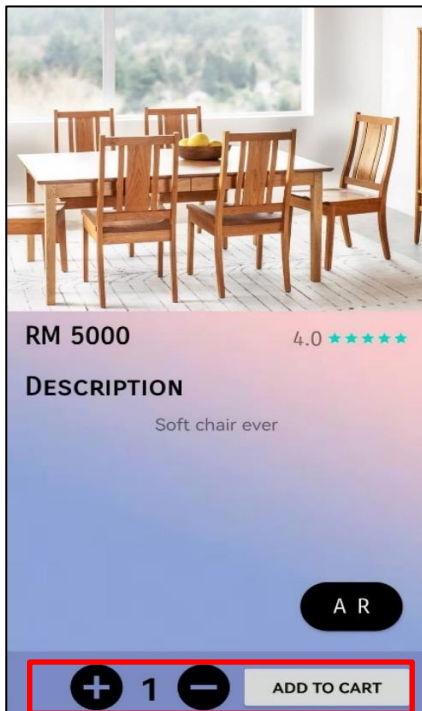 RM 5000
4.0
DESCRIPTION
Soft chair ever
A R
1
ADD TO CART